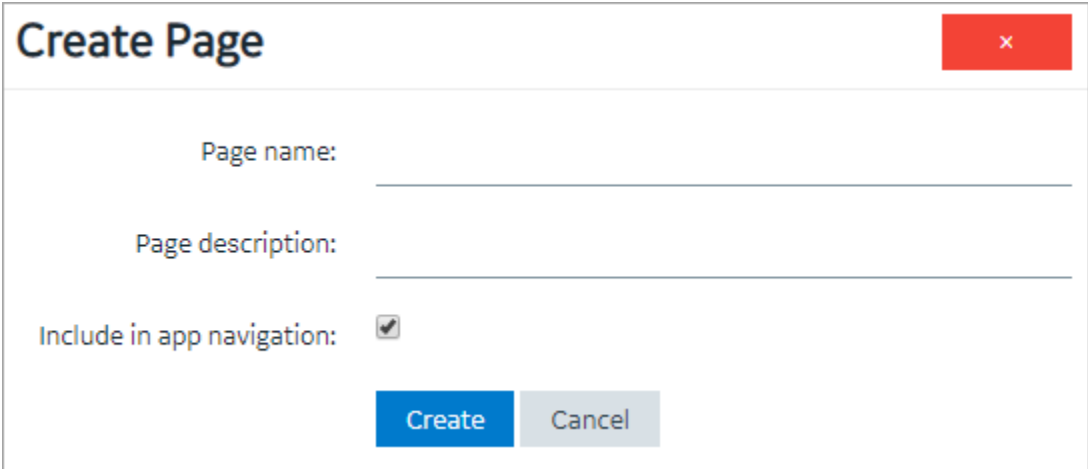 Create Page
×
Page name:
Page description:
Include in app navigation:
Create
Cancel